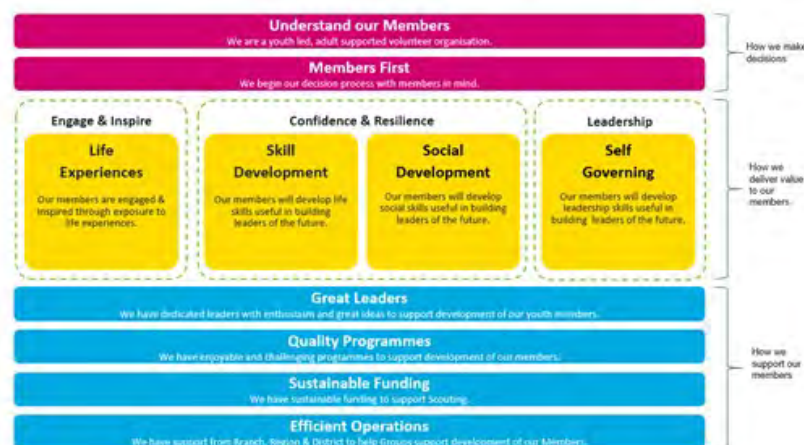 Understand our Members
We are a youth led, adult supported volunteer organisation.
Members First
We begin our decision process with members in mind.
How we make
decisions
Engage & Inspire
Life
Experiences
Our members are engaged &
inspired through exposure to
life experiences.
Confidence & Resilience
Skill
Development
Our members will develop life
skills useful in building
leaders of the future.
Social
Development
Our members will develop
social skills useful in building
leaders of the future.
Leadership
Self
Governing
Our members will develop
leadership skills useful in
building leaders of the future.
How we
deliver value
to our
members
Great Leaders
We have dedicated leaders with enthusiasm and great ideas to support development of our youth members.
Quality Programmes
We have enjoyable and challenging programmes to support development of our members.
Sustainable Funding
We have sustainable funding to support Scouting.
Efficient Operations
We have support from Branch, Region & District to help Groups support development of our Members.
How we
support our
members